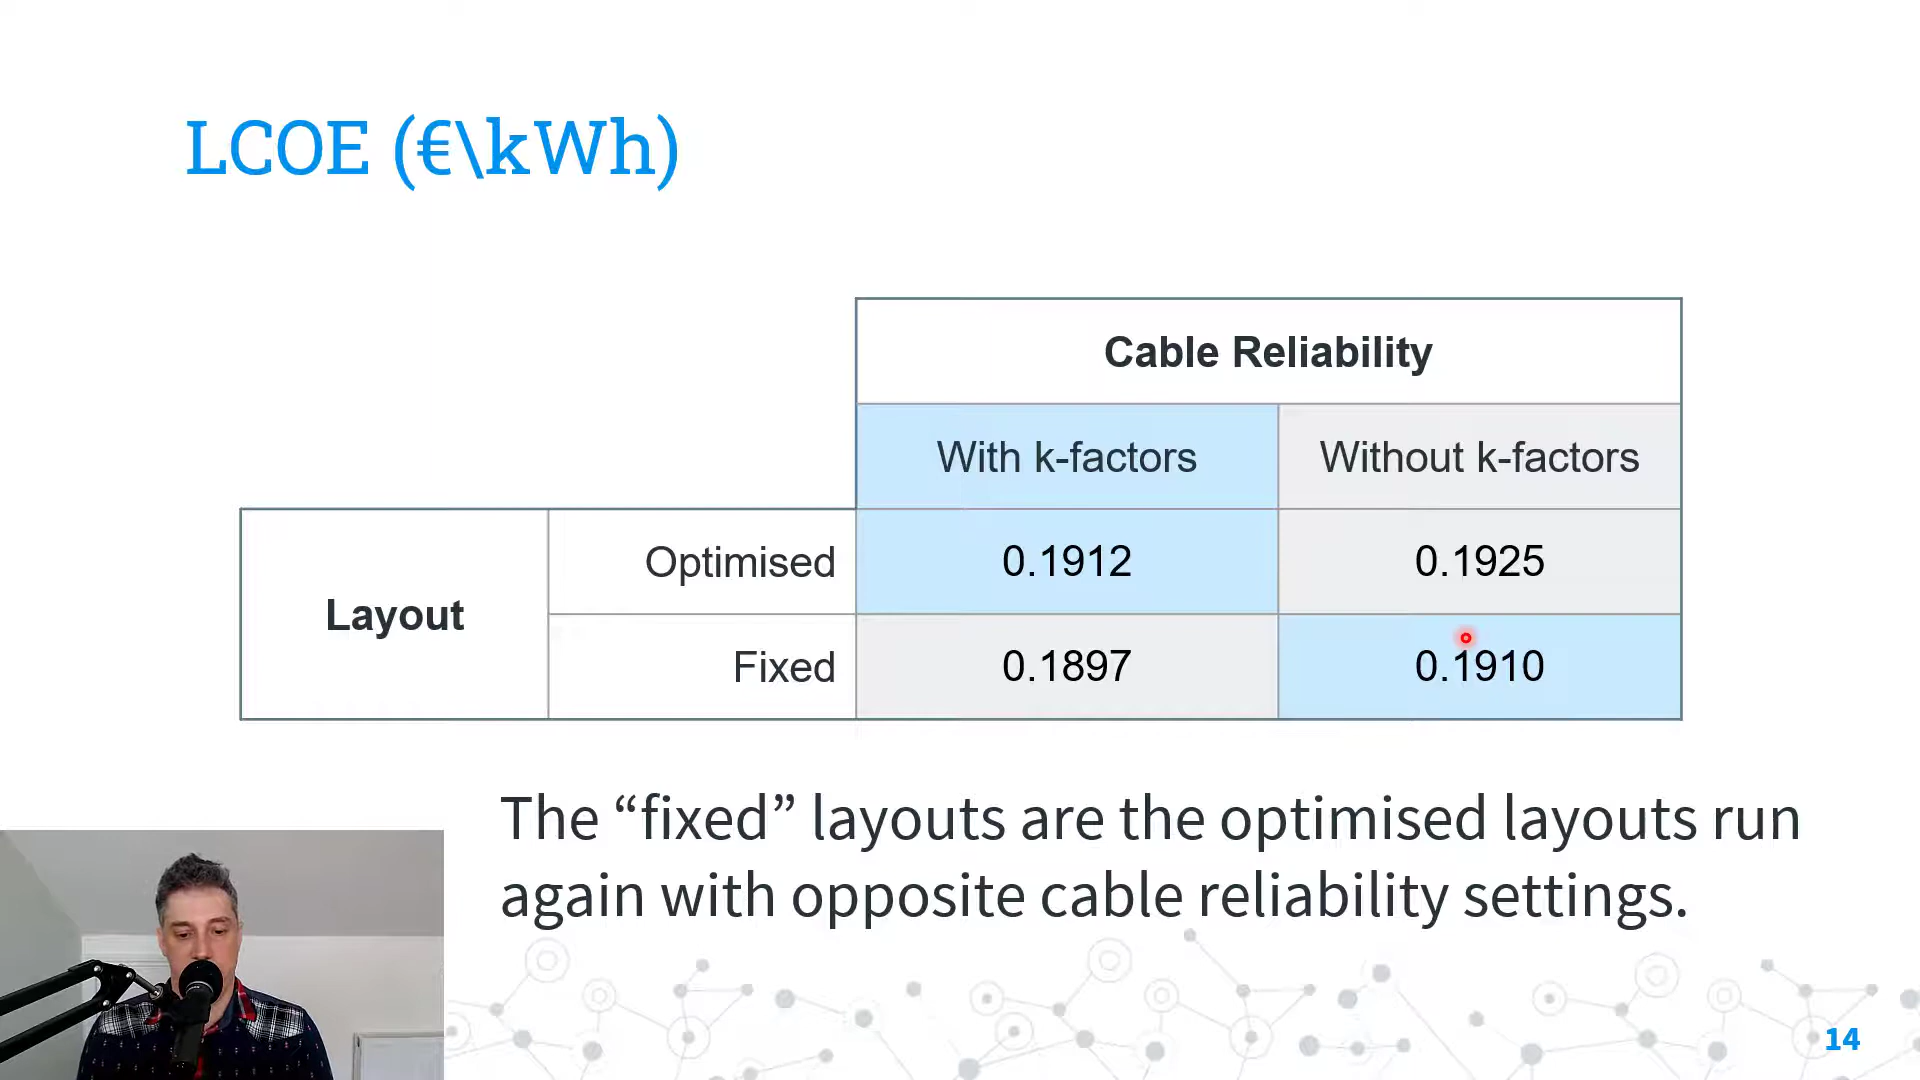 LCOE (€\kWh)
Cable Reliability
With k-factors Without k-factors
Layout
Optimised 0.1912 0.1925
Fixed 0.1897 0.1910
The “fixed” layouts are the optimised layouts run
again with opposite cable reliability settings.
14